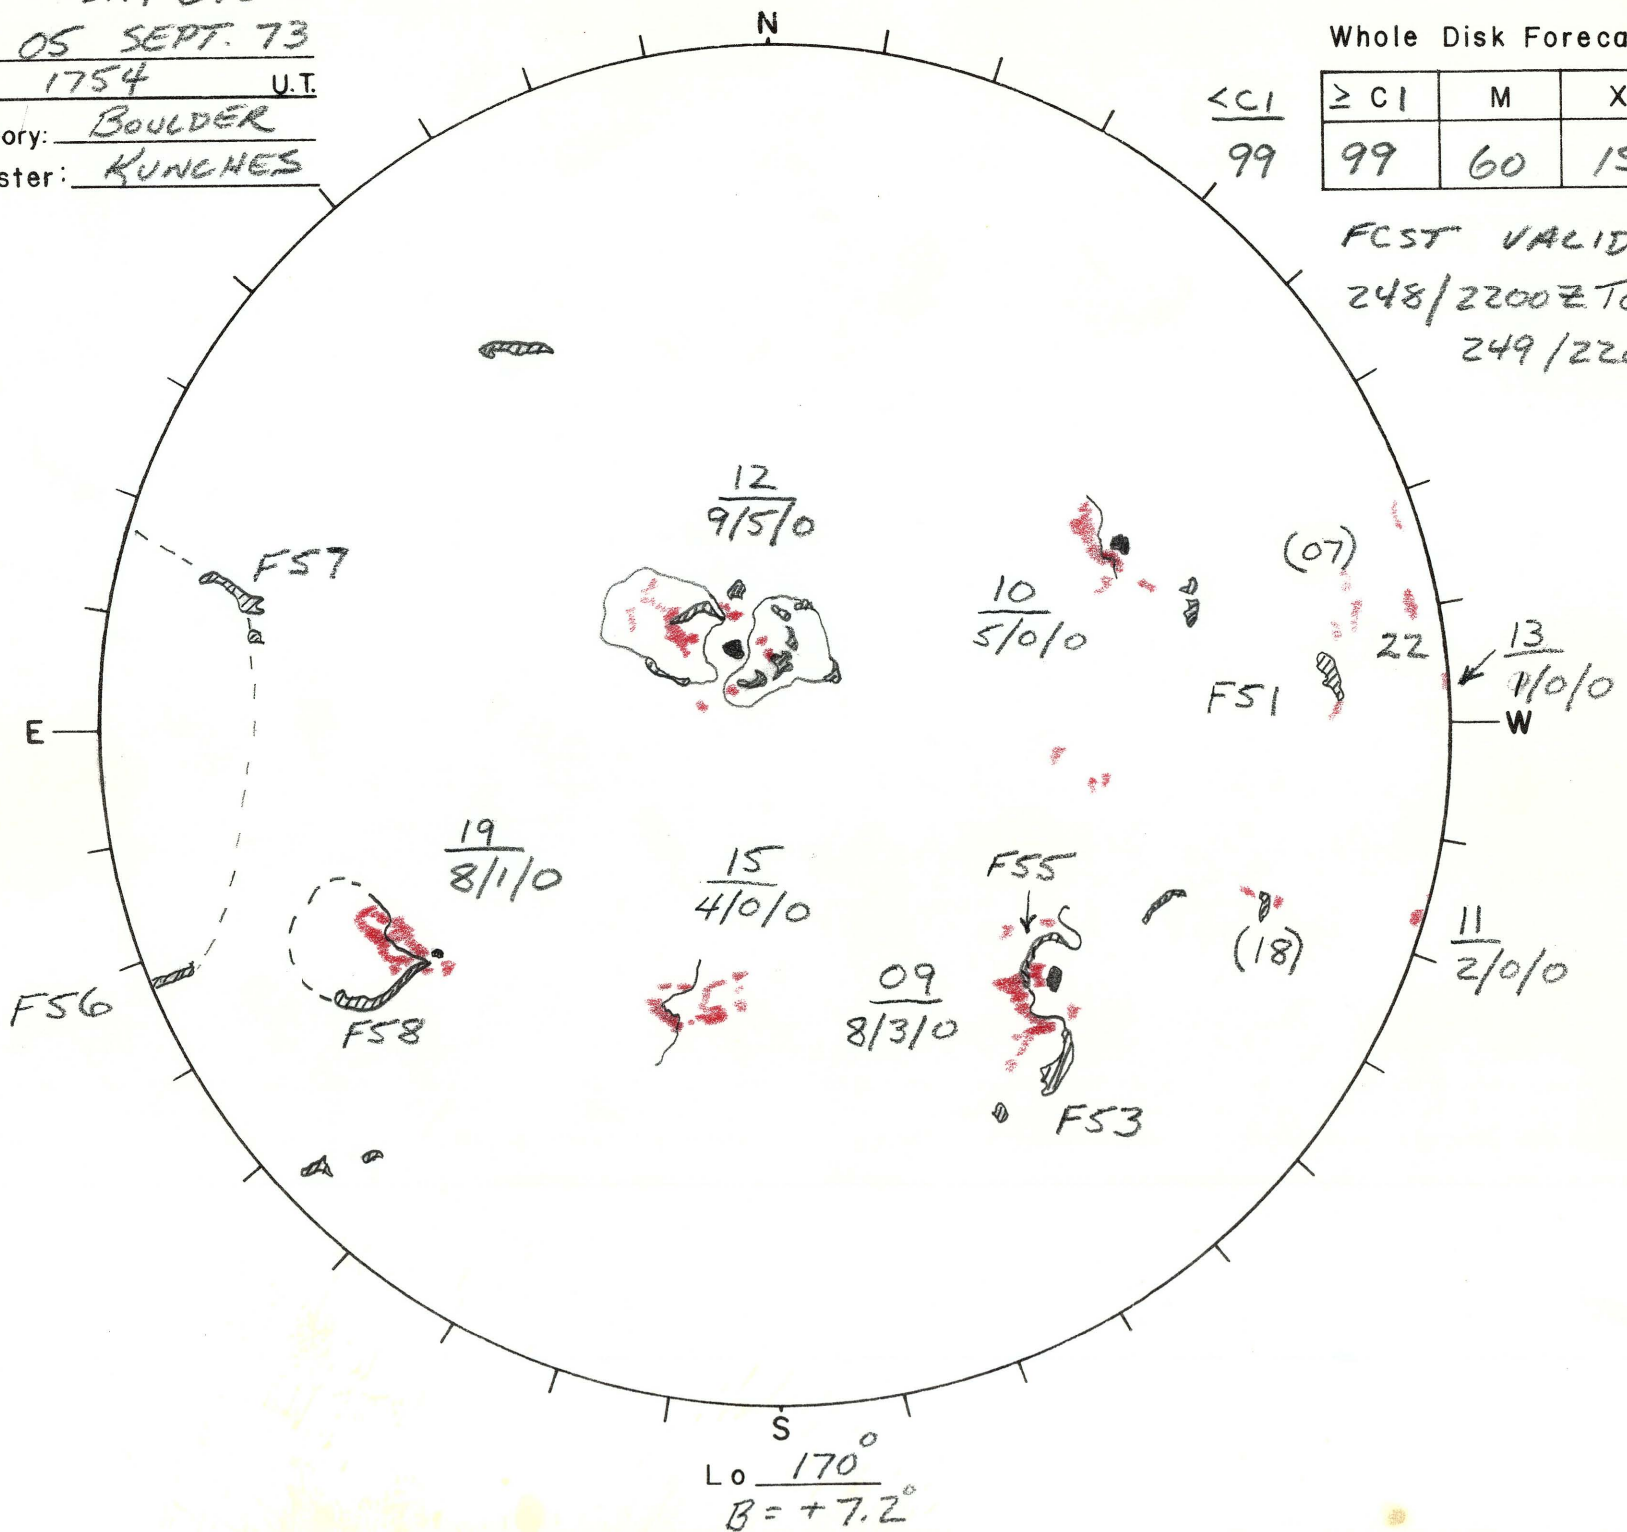 05 SEPT. 73
1754 U.T.
ory: BOULDER
ster: KUNCHES
N
Whole Disk Foreca
<C1 ≥ C1 M X
99 99 60 15
FCST VALID
248/2200Z TO
249/220
12
9/5/0
(07)
F57
10
5/0/0
22
13
1/0/0
F51
E
W
19
8/1/0
15
4/0/0
F55
(18)
11
2/0/0
09
8/3/0
F56
F58
F53
S
Lo 170°
B = +7.2°